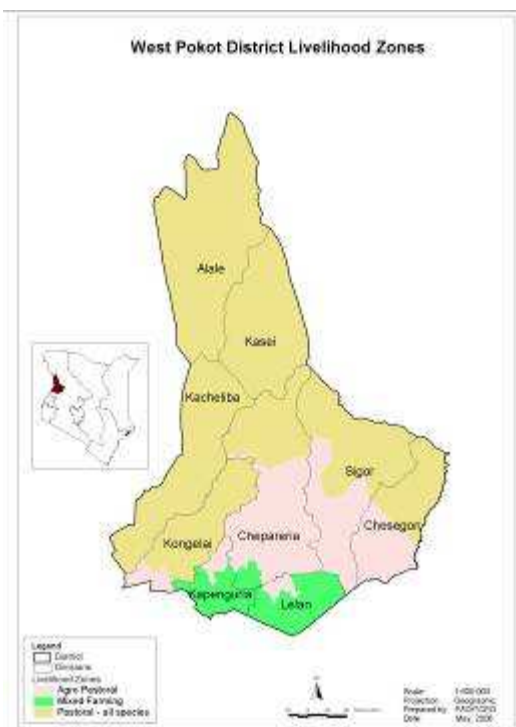 West Pokot District Livelihood Zones
Alale
Kasei
Kacheliba
Sigor
Chesegon
Chepareria
Kongelai
Kapenguria
Lelan
Legend
District
Divisions
Livelihood Zones
Agro Pastoral
Mixed Farming
Pastoral - all species
Scale
Projection Geographic
Prepared by
Date May, 2006